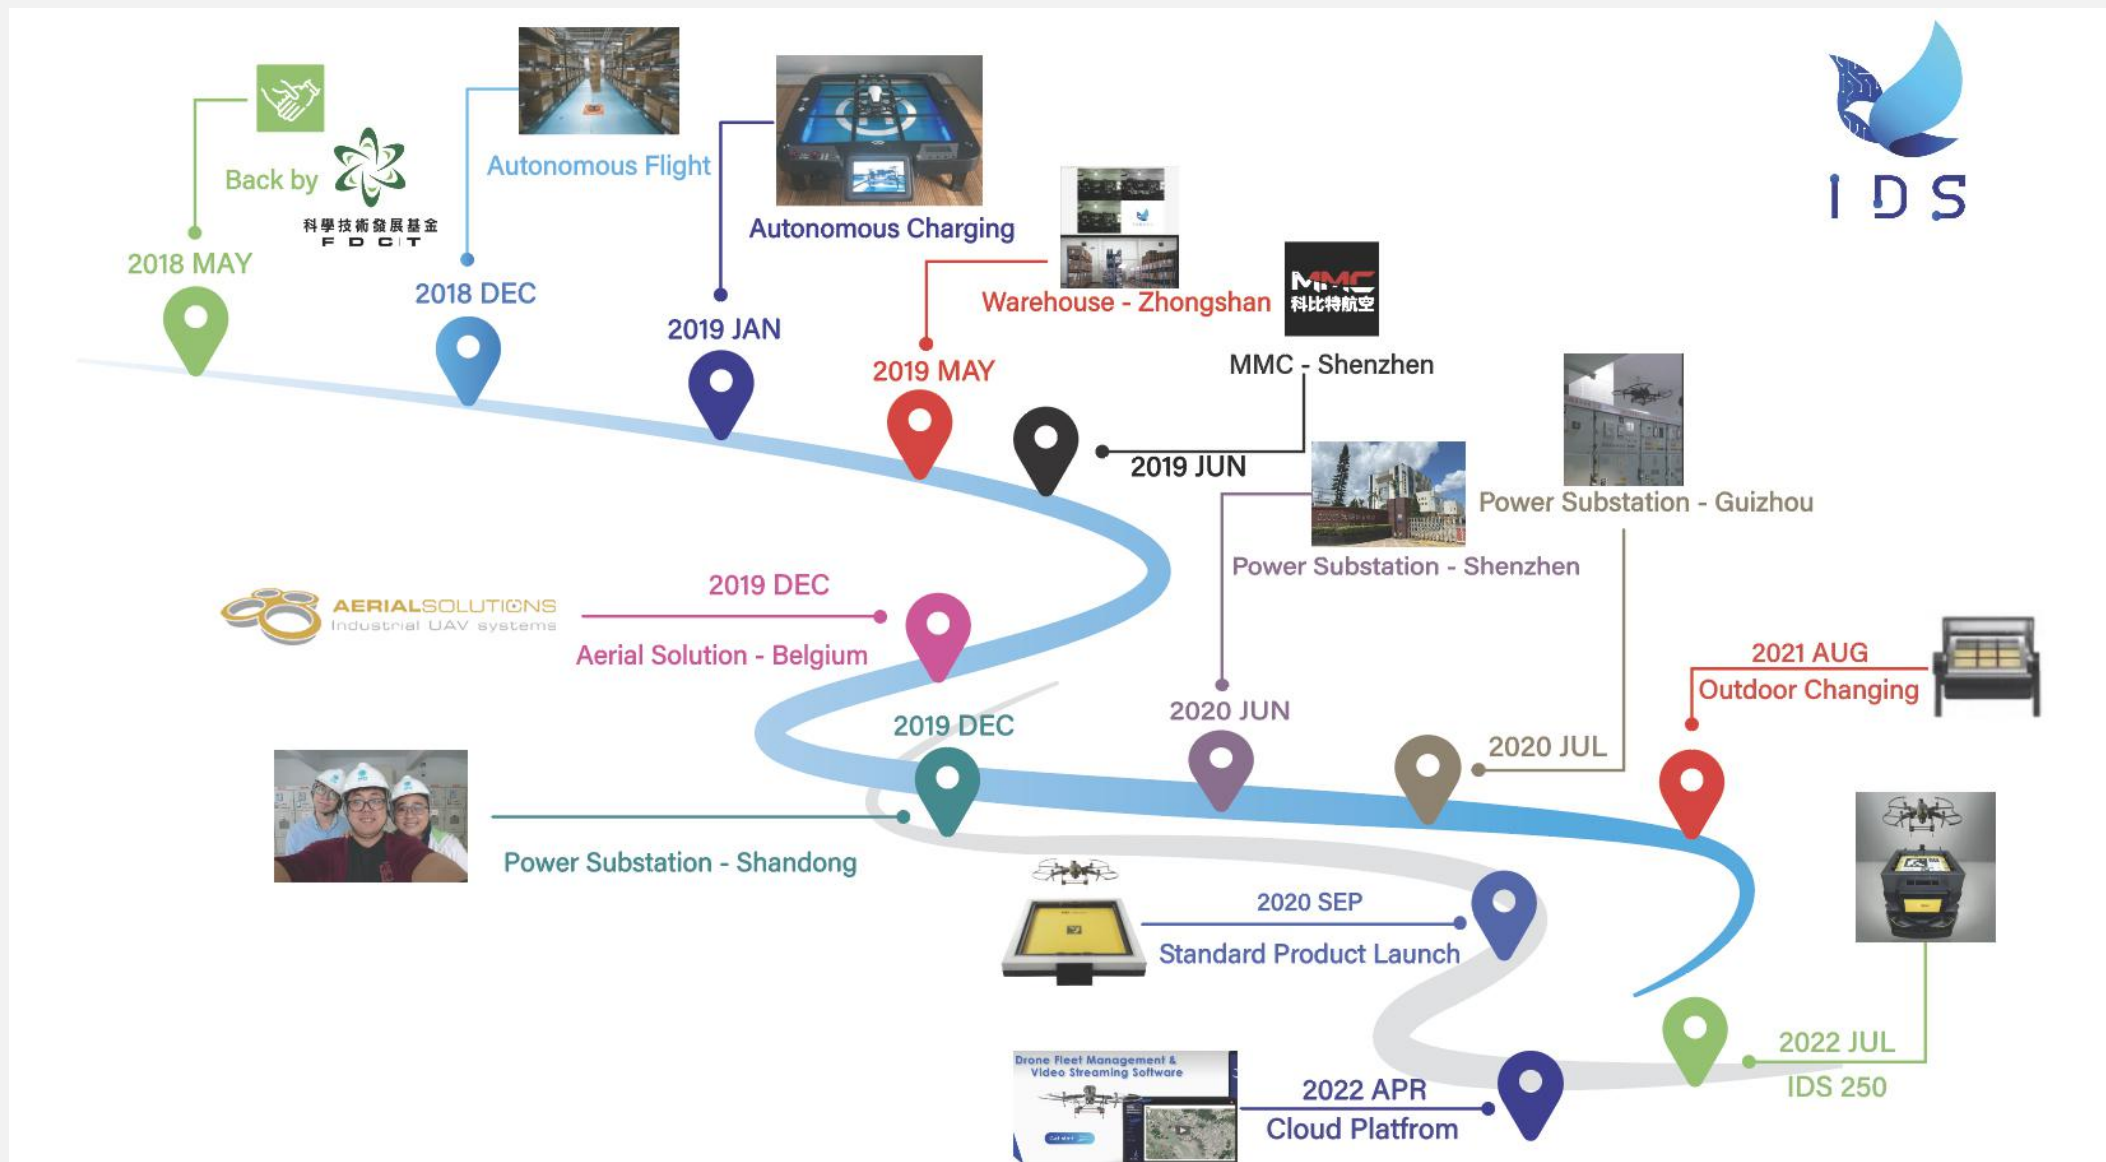 Back by
科學技術發展基金
FDCT
2018 MAY
Autonomous Flight
2018 DEC
Autonomous Charging
2019 JAN
Warehouse - Zhongshan
2019 MAY
MMC
科比特航空
MMC - Shenzhen
2019 JUN
IDS
Power Substation - Guizhou
Power Substation - Shenzhen
AERIALSOLUTIONS
Industrial UAV systems
2019 DEC
Aerial Solution - Belgium
2019 DEC
Power Substation - Shandong
2020 JUN
2020 JUL
2021 AUG
Outdoor Changing
2020 SEP
Standard Product Launch
Drone Fleet Management &
Video Streaming Software
2022 APR
Cloud Platfrom
2022 JUL
IDS 250